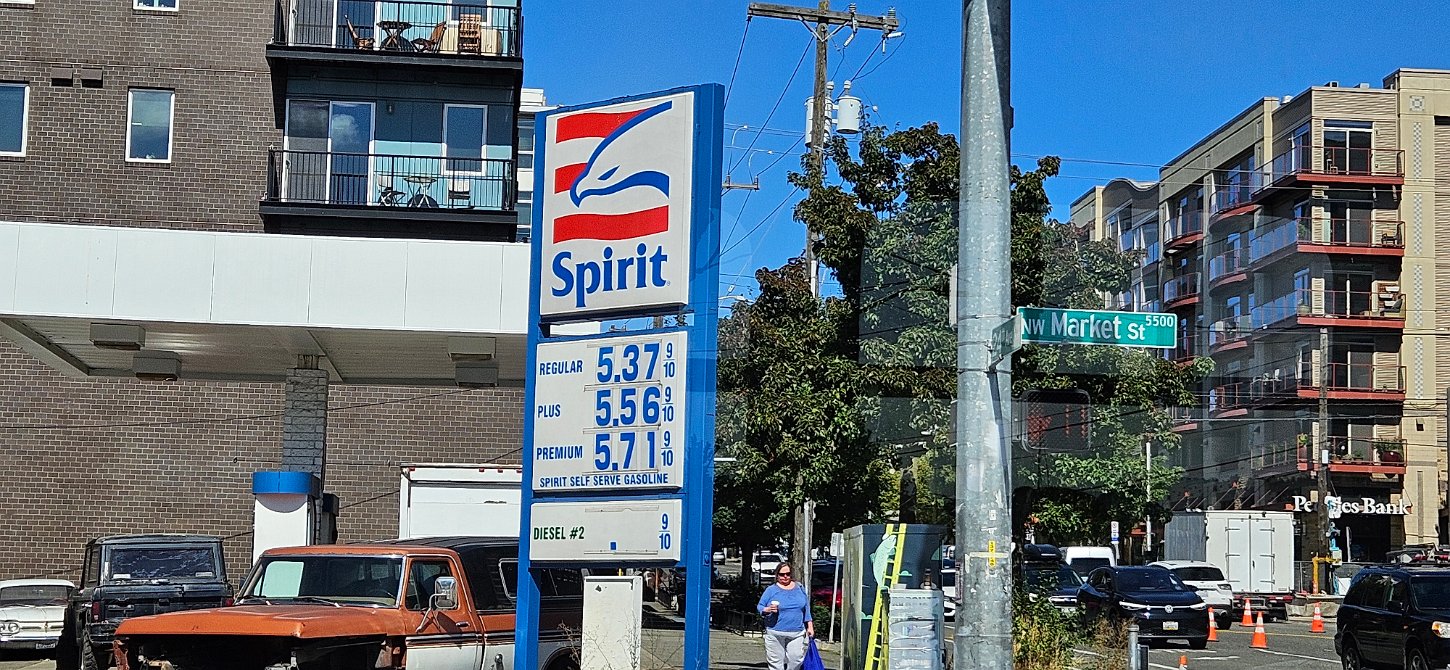 Spirit
REGULAR 5.37 9/10
PLUS 5.56 9/10
PREMIUM 5.71 9/10
SPIRIT SELF SERVE GASOLINE
DIESEL #2 9/10
NW Market St 5500
Bank